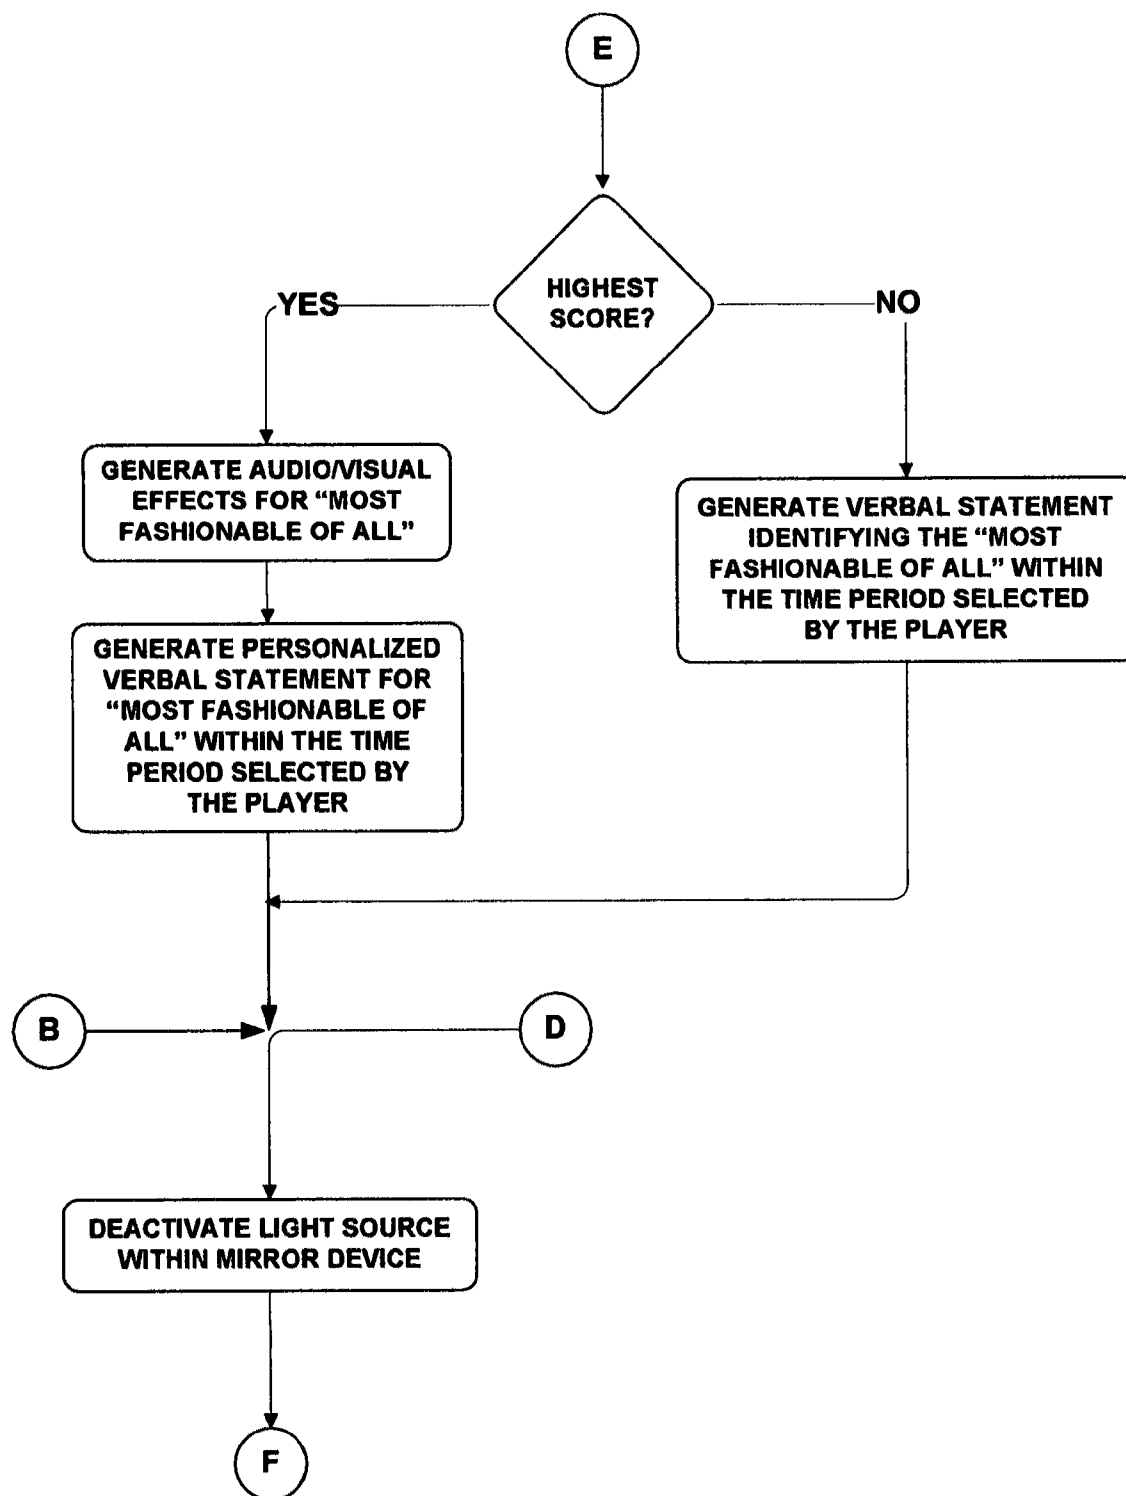 E
HIGHEST
SCORE?
YES
NO
GENERATE AUDIO/VISUAL
EFFECTS FOR “MOST
FASHIONABLE OF ALL”
GENERATE VERBAL STATEMENT
IDENTIFYING THE “MOST
FASHIONABLE OF ALL” WITHIN
THE TIME PERIOD SELECTED
BY THE PLAYER
GENERATE PERSONALIZED
VERBAL STATEMENT FOR
“MOST FASHIONABLE OF
ALL” WITHIN THE TIME
PERIOD SELECTED BY
THE PLAYER
B
D
DEACTIVATE LIGHT SOURCE
WITHIN MIRROR DEVICE
F